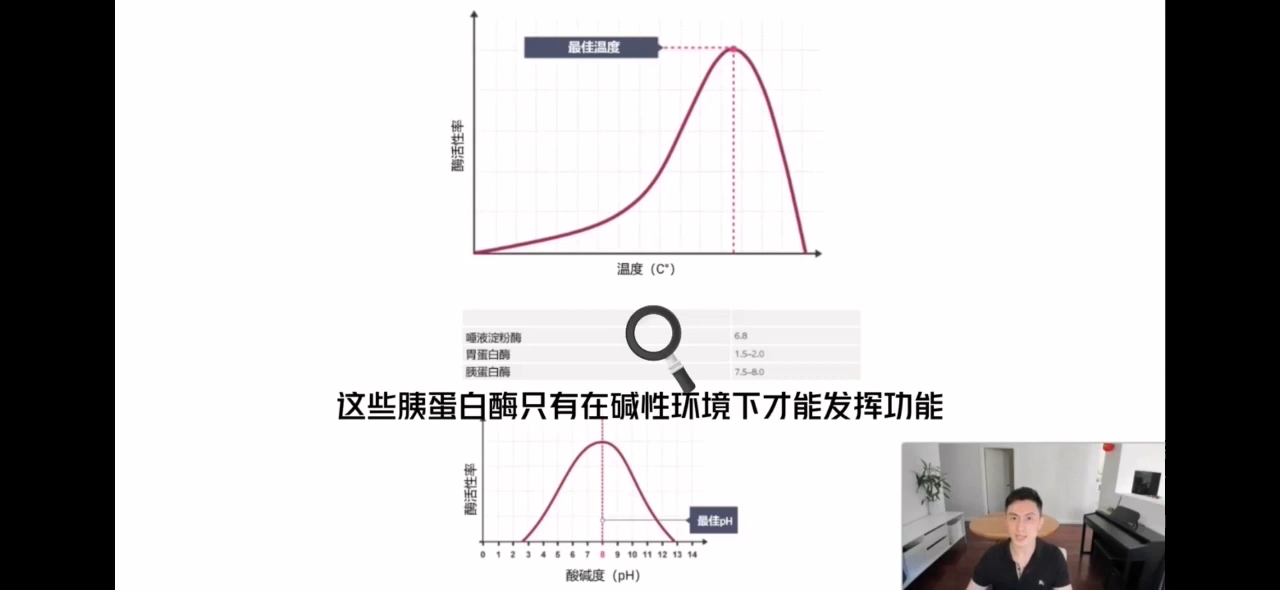 最佳温度
酶活性率
温度（C°）
唾液淀粉酶 6.8
胃蛋白酶 1.5–2.0
胰蛋白酶 7.5–8.0
这些胰蛋白酶只有在碱性环境下才能发挥功能
酶活性率
最佳pH
0 1 2 3 4 5 6 7 8 9 10 11 12 13 14
酸碱度（pH）